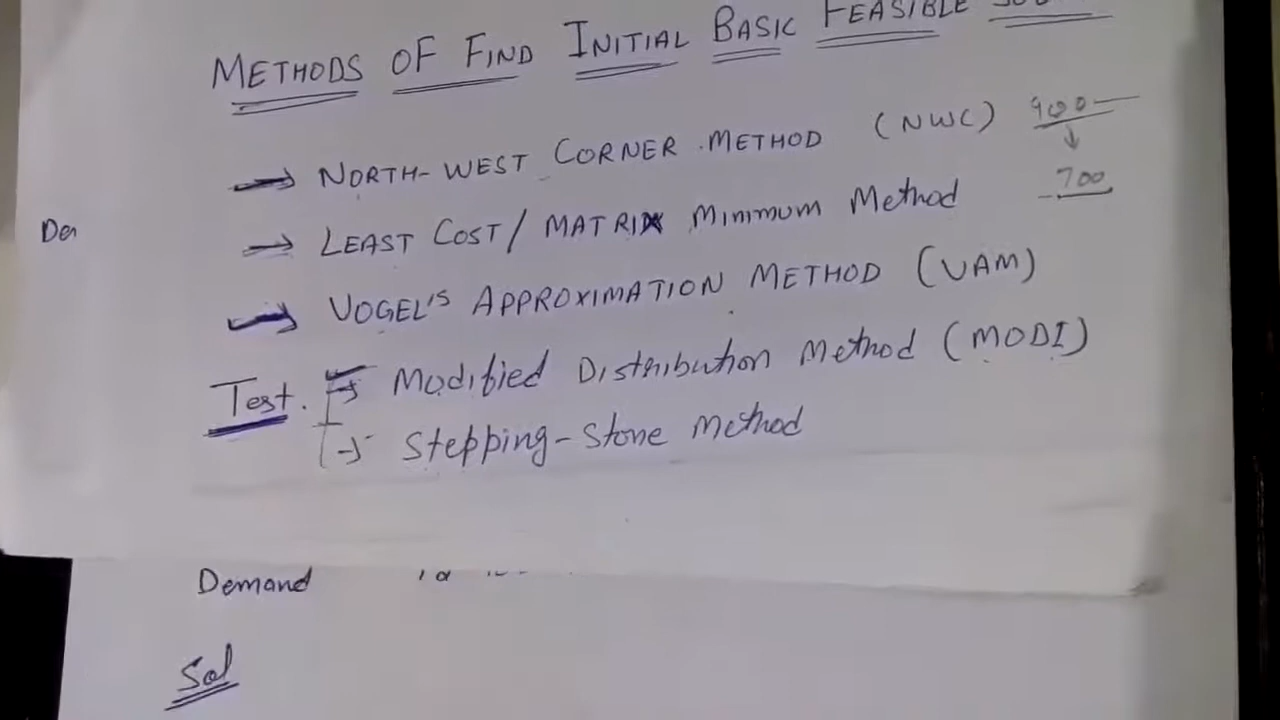 METHODS OF FIND INITIAL BASIC FEASIBLE
→ NORTH-WEST CORNER METHOD (NWC) 900
→ LEAST COST/ MATRIX Minimum Method 700
Der
→ VOGEL'S APPROXIMATION METHOD (VAM)
Test. → Modified Distribution Method (MODI)
→ Stepping-Stone Method
Demand
Sol